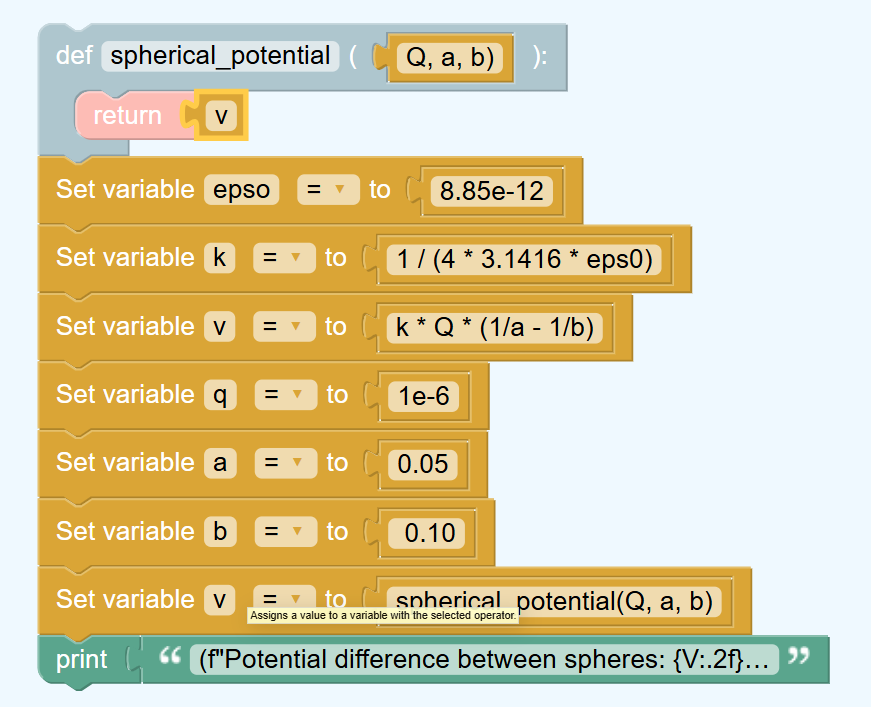 def spherical_potential ( Q, a, b) ):
return v
Set variable epso = to 8.85e-12
Set variable k = to 1 / (4 * 3.1416 * eps0)
Set variable v = to k * Q * (1/a - 1/b)
Set variable q = to 1e-6
Set variable a = to 0.05
Set variable b = to 0.10
Set variable v = to spherical_potential(Q, a, b)
Assigns a value to a variable with the selected operator.
print “ (f"Potential difference between spheres: {V:.2f}… ”